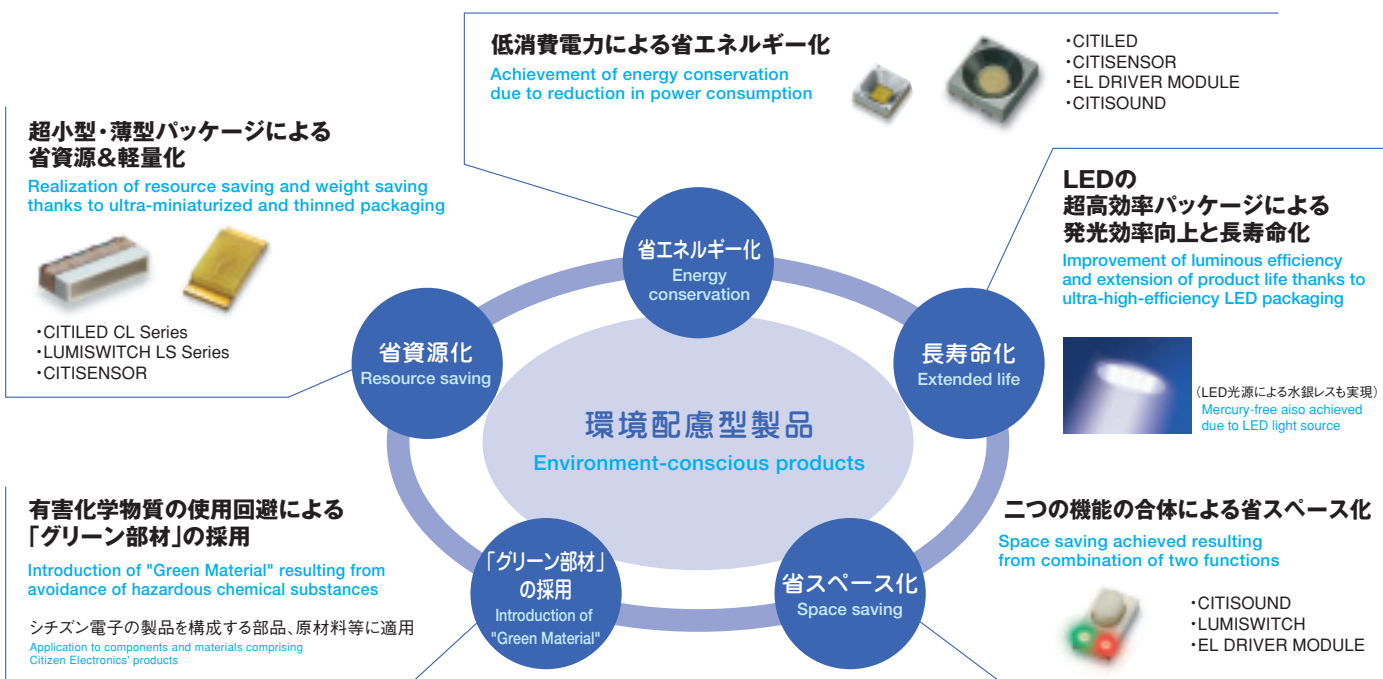 低消費電力による省エネルギー化
Achievement of energy conservation
due to reduction in power consumption
・CITILED
・CITISENSOR
・EL DRIVER MODULE
・CITISOUND
超小型・薄型パッケージによる
省資源&軽量化
Realization of resource saving and weight saving
thanks to ultra-miniaturized and thinned packaging
・CITILED CL Series
・LUMISWITCH LS Series
・CITISENSOR
LEDの
超高効率パッケージによる
発光効率向上と長寿命化
Improvement of luminous efficiency
and extension of product life thanks to
ultra-high-efficiency LED packaging
(LED光源による水銀レスも実現)
Mercury-free aiso achieved
due to LED light source
省エネルギー化
Energy
conservation
省資源化
Resource saving
長寿命化
Extended life
環境配慮型製品
Environment-conscious products
「グリーン部材」
の採用
Introduction of
"Green Material"
省スペース化
Space saving
有害化学物質の使用回避による
「グリーン部材」の採用
Introduction of "Green Material" resulting from
avoidance of hazardous chemical substances
シチズン電子の製品を構成する部品、原材料等に適用
Application to components and materials comprising
Citizen Electronics' products
二つの機能の合体による省スペース化
Space saving achieved resulting
from combination of two functions
・CITISOUND
・LUMISWITCH
・EL DRIVER MODULE